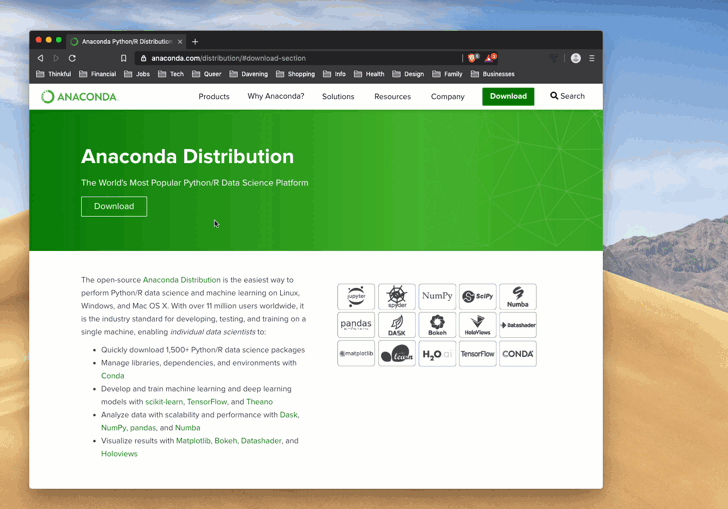 Anaconda Python/R Distribution
anaconda.com/distribution/#download-section
Thinkful Financial Jobs Tech Queer Davening Shopping Info Health Design Family Businesses
ANACONDA
Products Why Anaconda? Solutions Resources Company Download Search
Anaconda Distribution
The World's Most Popular Python/R Data Science Platform
Download
The open-source Anaconda Distribution is the easiest way to
perform Python/R data science and machine learning on Linux,
Windows, and Mac OS X. With over 11 million users worldwide, it
is the industry standard for developing, testing, and training on a
single machine, enabling individual data scientists to:
• Quickly download 1,500+ Python/R data science packages
• Manage libraries, dependencies, and environments with
Conda
• Develop and train machine learning and deep learning
models with scikit-learn, TensorFlow, and Theano
• Analyze data with scalability and performance with Dask,
NumPy, pandas, and Numba
• Visualize results with Matplotlib, Bokeh, Datashader, and
Holoviews
jupyter spyder NumPy SciPy Numba
pandas DASK Bokeh HoloViews Datashader
matplotlib learn H2O.ai TensorFlow CONDA